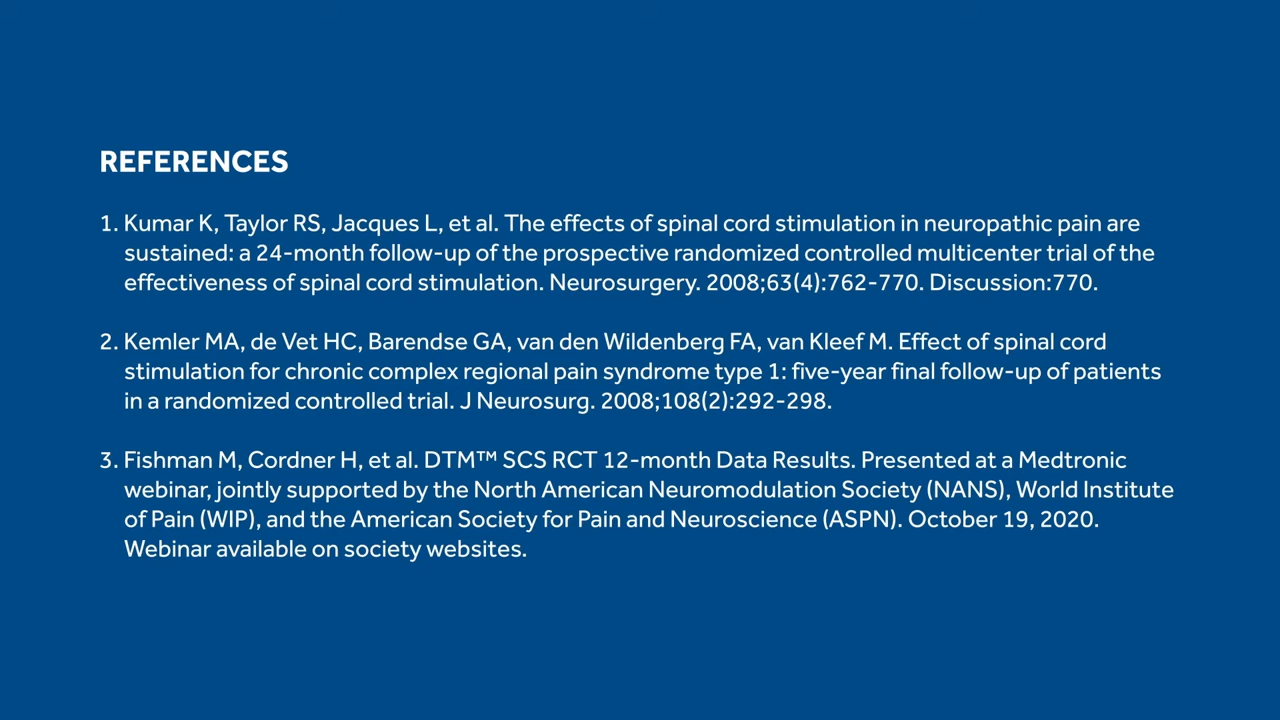 REFERENCES
1. Kumar K, Taylor RS, Jacques L, et al. The effects of spinal cord stimulation in neuropathic pain are
sustained: a 24-month follow-up of the prospective randomized controlled multicenter trial of the
effectiveness of spinal cord stimulation. Neurosurgery. 2008;63(4):762-770. Discussion:770.
2. Kemler MA, de Vet HC, Barendse GA, van den Wildenberg FA, van Kleef M. Effect of spinal cord
stimulation for chronic complex regional pain syndrome type 1: five-year final follow-up of patients
in a randomized controlled trial. J Neurosurg. 2008;108(2):292-298.
3. Fishman M, Cordner H, et al. DTM™ SCS RCT 12-month Data Results. Presented at a Medtronic
webinar, jointly supported by the North American Neuromodulation Society (NANS), World Institute
of Pain (WIP), and the American Society for Pain and Neuroscience (ASPN). October 19, 2020.
Webinar available on society websites.